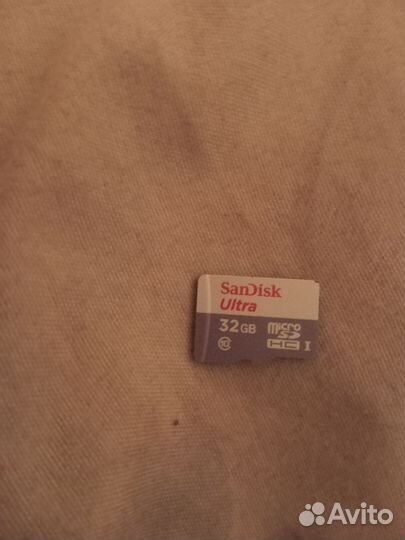 SanDisk
Ultra
32GB micro SD
10 HC I
Avito